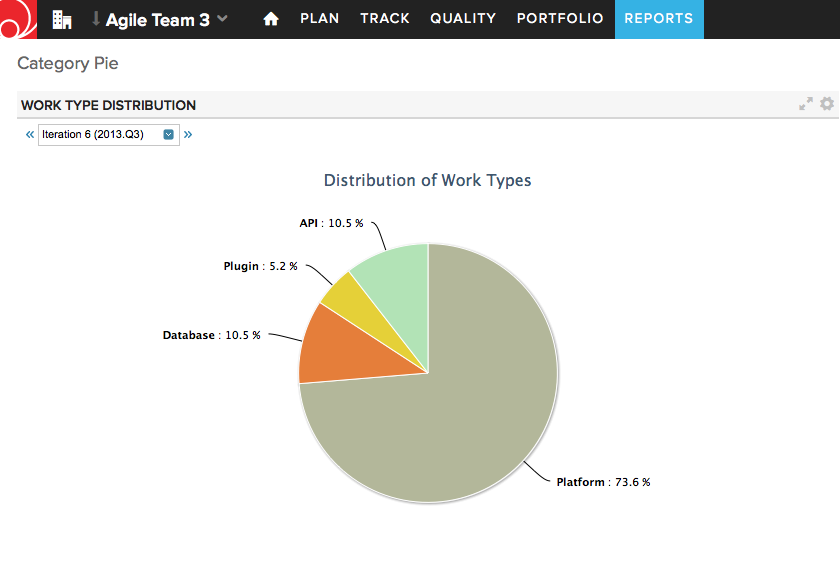 Agile Team 3 PLAN TRACK QUALITY PORTFOLIO REPORTS
Category Pie
WORK TYPE DISTRIBUTION
« Iteration 6 (2013.Q3) »
Distribution of Work Types
API : 10.5 %
Plugin : 5.2 %
Database : 10.5 %
Platform : 73.6 %